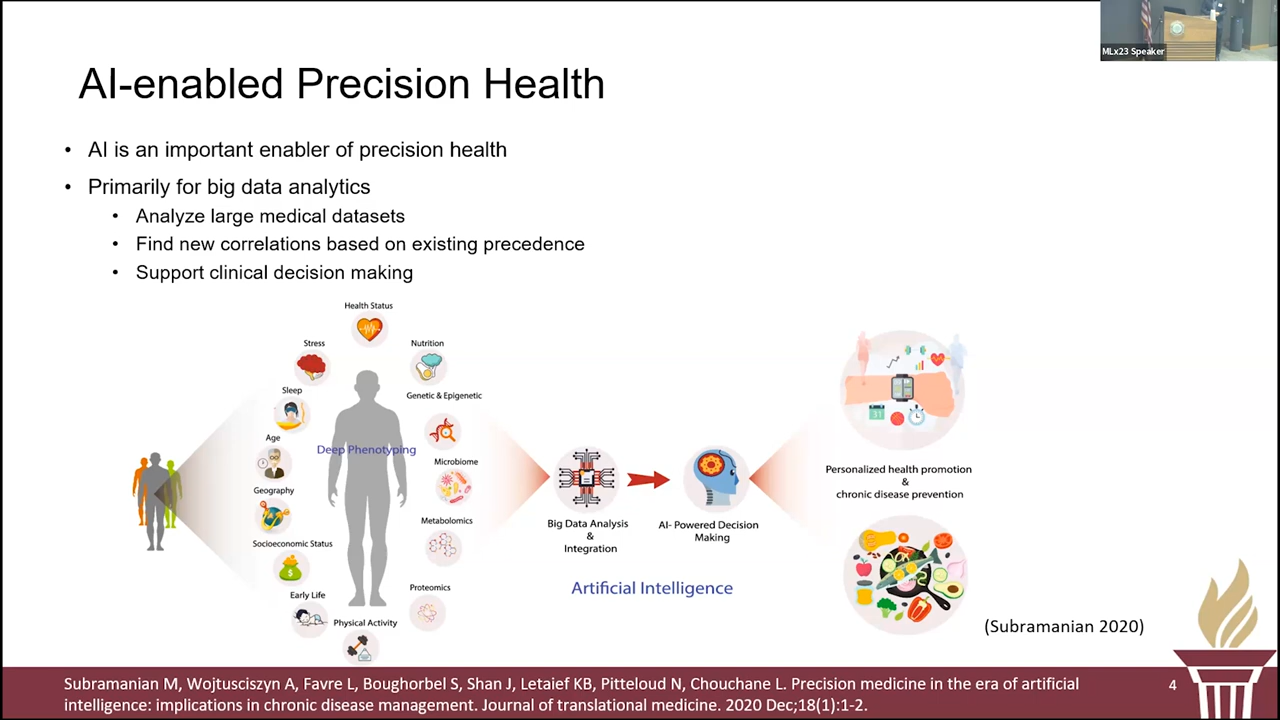 MLx23 Speaker
AI-enabled Precision Health
• AI is an important enabler of precision health
• Primarily for big data analytics
• Analyze large medical datasets
• Find new correlations based on existing precedence
• Support clinical decision making
Health Status
Stress
Nutrition
Sleep
Genetic & Epigenetic
Age
Deep Phenotyping
Microbiome
Geography
Metabolomics
Socioeconomic Status
Proteomics
Early Life
Physical Activity
Big Data Analysis
&
Integration
AI- Powered Decision
Making
Artificial Intelligence
Personalized health promotion
&
chronic disease prevention
(Subramanian 2020)
Subramanian M, Wojtusciszyn A, Favre L, Boughorbel S, Shan J, Letaief KB, Pitteloud N, Chouchane L. Precision medicine in the era of artificial
intelligence: implications in chronic disease management. Journal of translational medicine. 2020 Dec;18(1):1-2.
4